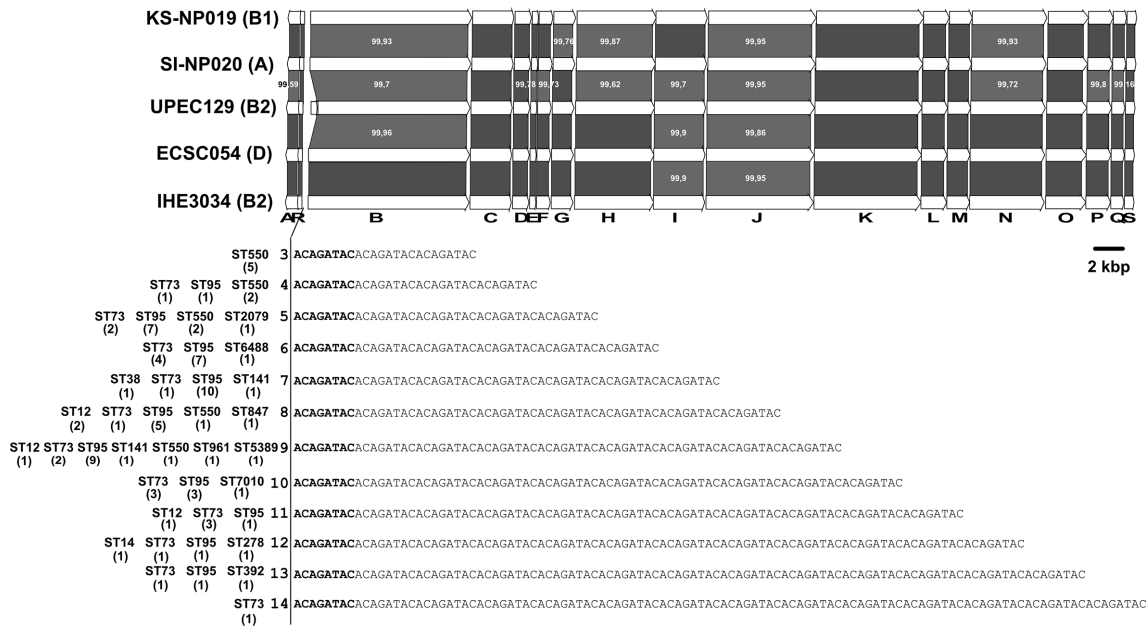 KS-NP019 (B1)
99,93 99,76 99,87 99,95 99,93
SI-NP020 (A)
99,59 99,7 99,78 99,73 99,62 99,7 99,95 99,72 99,8 99,16
UPEC129 (B2)
99,96 99,9 99,86
ECSC054 (D)
99,9 99,95
IHE3034 (B2)
A R B C D E F G H I J K L M N O P Q S
2 kbp
ST550 3 ACAGATACACAGATACACAGATAC
(5)
ST73 ST95 ST550 4 ACAGATACACAGATACACAGATACACAGATAC
(1) (1) (2)
ST73 ST95 ST550 ST2079 5 ACAGATACACAGATACACAGATACACAGATACACAGATAC
(2) (7) (2) (1)
ST73 ST95 ST6488 6 ACAGATACACAGATACACAGATACACAGATACACAGATACACAGATAC
(4) (7) (1)
ST38 ST73 ST95 ST141 7 ACAGATACACAGATACACAGATACACAGATACACAGATACACAGATACACAGATAC
(1) (1) (10) (1)
ST12 ST73 ST95 ST550 ST847 8 ACAGATACACAGATACACAGATACACAGATACACAGATACACAGATACACAGATACACAGATAC
(2) (1) (5) (1) (1)
ST12 ST73 ST95 ST141 ST550 ST961 ST5389 9 ACAGATACACAGATACACAGATACACAGATACACAGATACACAGATACACAGATACACAGATACACAGATAC
(1) (2) (9) (1) (1) (1) (1)
ST73 ST95 ST7010 10 ACAGATACACAGATACACAGATACACAGATACACAGATACACAGATACACAGATACACAGATACACAGATACACAGATAC
(3) (3) (1)
ST12 ST73 ST95 11 ACAGATACACAGATACACAGATACACAGATACACAGATACACAGATACACAGATACACAGATACACAGATACACAGATACACAGATAC
(1) (3) (1)
ST14 ST73 ST95 ST278 12 ACAGATACACAGATACACAGATACACAGATACACAGATACACAGATACACAGATACACAGATACACAGATACACAGATACACAGATACACAGATAC
(1) (1) (1) (1)
ST73 ST95 ST392 13 ACAGATACACAGATACACAGATACACAGATACACAGATACACAGATACACAGATACACAGATACACAGATACACAGATACACAGATACACAGATACACAGATAC
(1) (1) (1)
ST73 14 ACAGATACACAGATACACAGATACACAGATACACAGATACACAGATACACAGATACACAGATACACAGATACACAGATACACAGATACACAGATACACAGATACACAGATAC
(1)